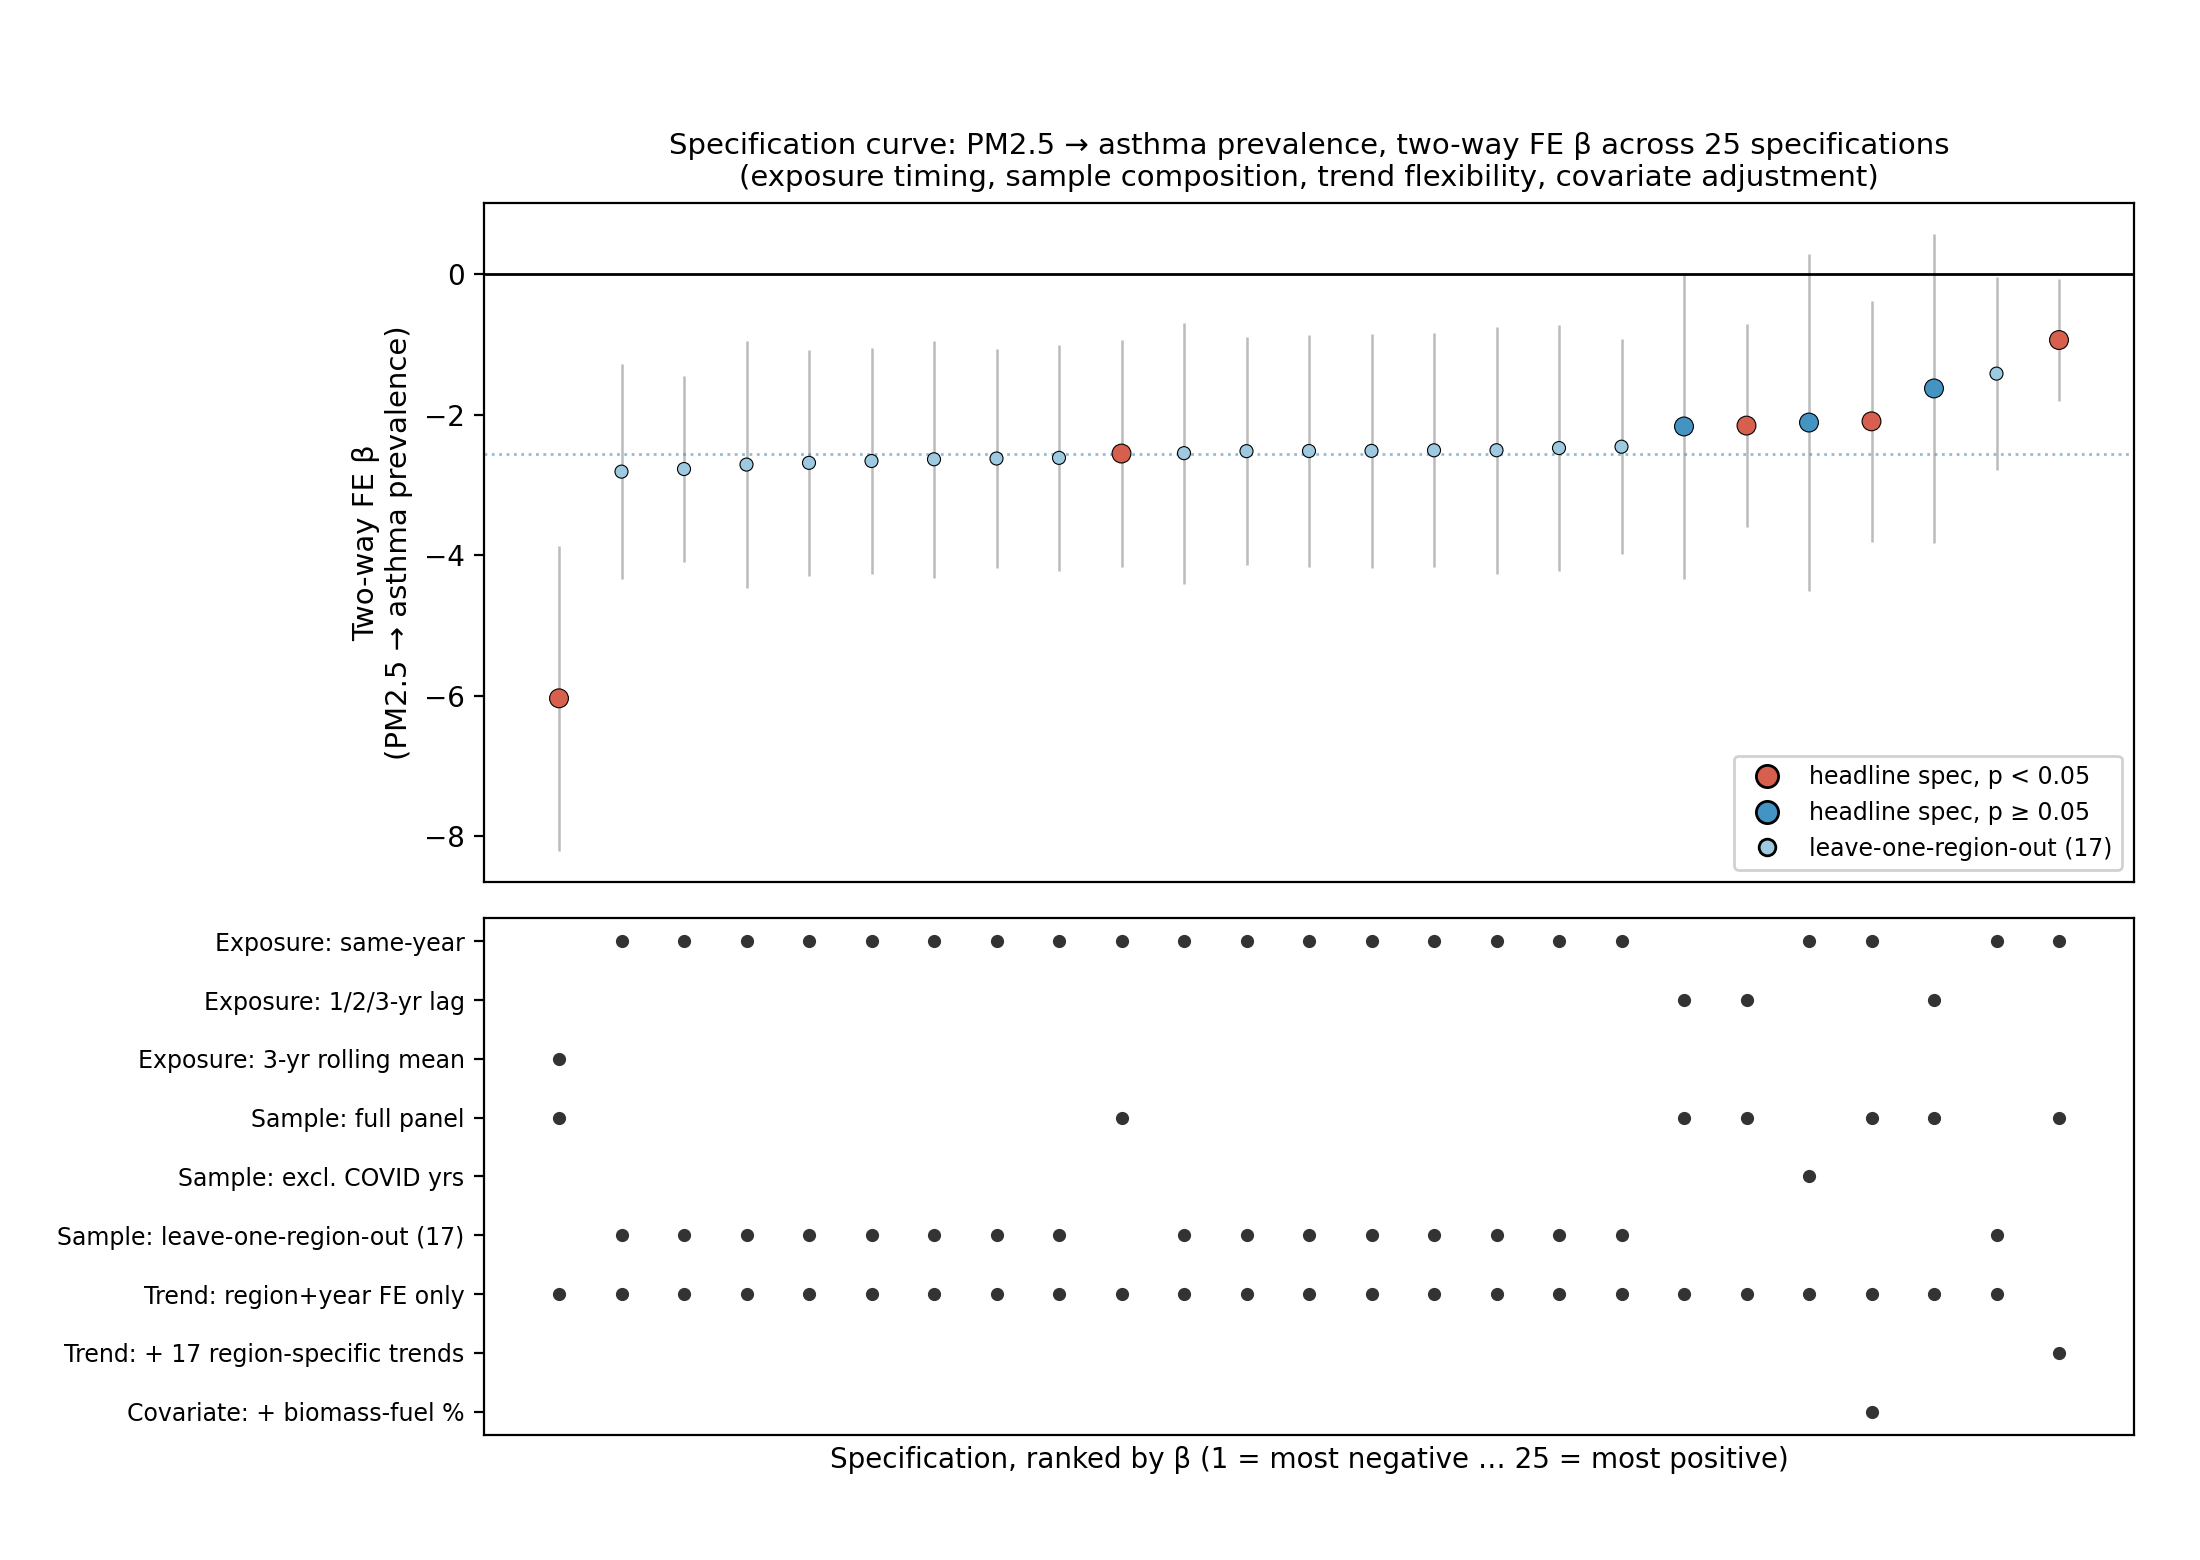 Specification curve: PM2.5 → asthma prevalence, two-way FE β across 25 specifications
(exposure timing, sample composition, trend flexibility, covariate adjustment)
Two-way FE β
(PM2.5 → asthma prevalence)
0
−2
−4
−6
−8
headline spec, p < 0.05
headline spec, p ≥ 0.05
leave-one-region-out (17)
Exposure: same-year
Exposure: 1/2/3-yr lag
Exposure: 3-yr rolling mean
Sample: full panel
Sample: excl. COVID yrs
Sample: leave-one-region-out (17)
Trend: region+year FE only
Trend: + 17 region-specific trends
Covariate: + biomass-fuel %
Specification, ranked by β (1 = most negative … 25 = most positive)